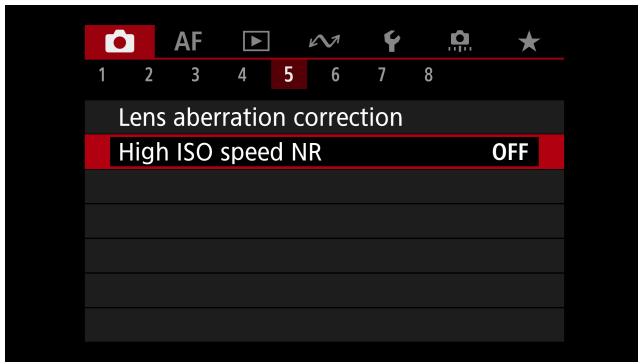 AF
1 2 3 4 5 6 7 8
Lens aberration correction
High ISO speed NR OFF